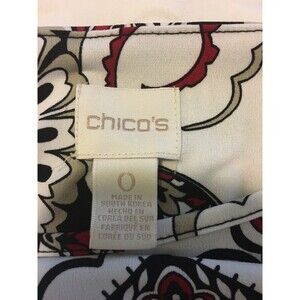 chico's
0
MADE IN
SOUTH KOREA
HECHO EN
COREA DEL SUR
FABRIQUÉ EN
CORÉE DU SUD